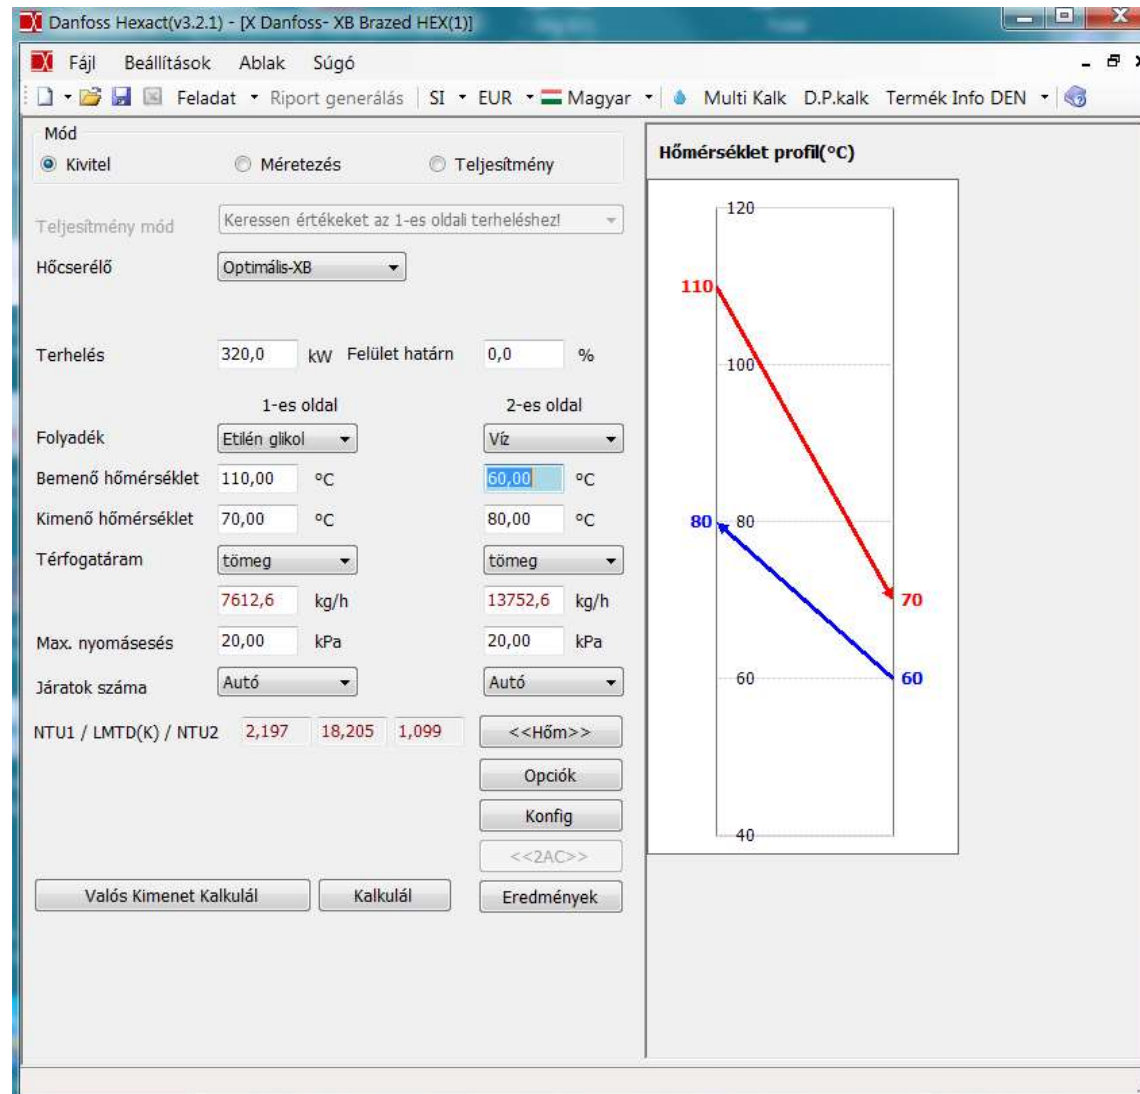 Danfoss Hexact(v3.2.1) - [X Danfoss- XB Brazed HEX(1)]
Fájl Beállítások Ablak Súgó
Feladat Riport generálás SI EUR Magyar Multi Kalk D.P.kalk Termék Info DEN
Mód
Kivitel Méretezés Teljesítmény
Teljesítmény mód Keressen értékeket az 1-es oldali terheléshez!
Hőcserélő Optimális-XB
Terhelés 320,0 kW Felület határn 0,0 %
1-es oldal 2-es oldal
Folyadék Etilén glikol Víz
Bemenő hőmérséklet 110,00 °C 60,00 °C
Kimenő hőmérséklet 70,00 °C 80,00 °C
Térfogatáram tömeg tömeg
7612,6 kg/h 13752,6 kg/h
Max. nyomásesés 20,00 kPa 20,00 kPa
Járatok száma Autó Autó
NTU1 / LMTD(K) / NTU2 2,197 18,205 1,099 <<Hőm>>
Opciók
Konfig
<<2AC>>
Valós Kimenet Kalkulál Kalkulál Eredmények
Hőmérséklet profil(°C)
120
110
100
80 80
70
60 60
40